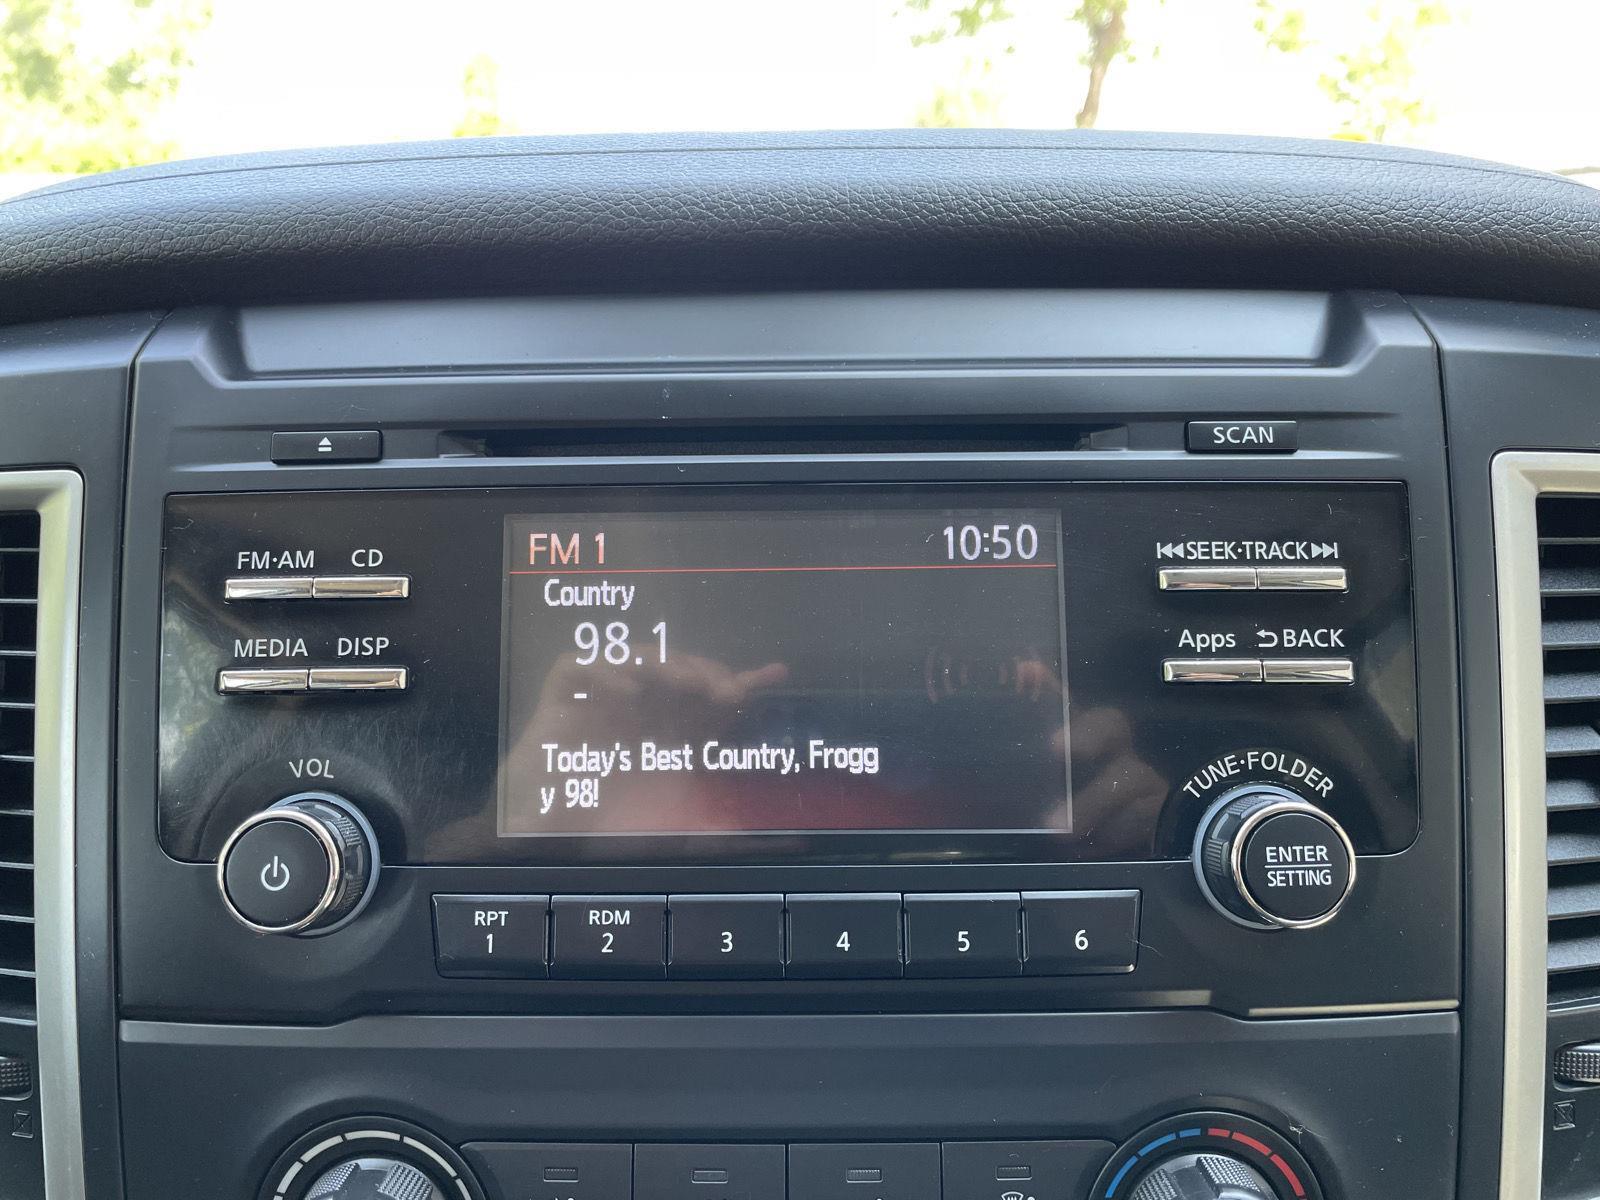 SCAN
FM·AM CD
FM 1 10:50
SEEK·TRACK
Country
98.1
-
MEDIA DISP
Apps BACK
Today's Best Country, Frogg
y 98!
VOL
TUNE·FOLDER
ENTER
SETTING
RPT RDM
1 2 3 4 5 6